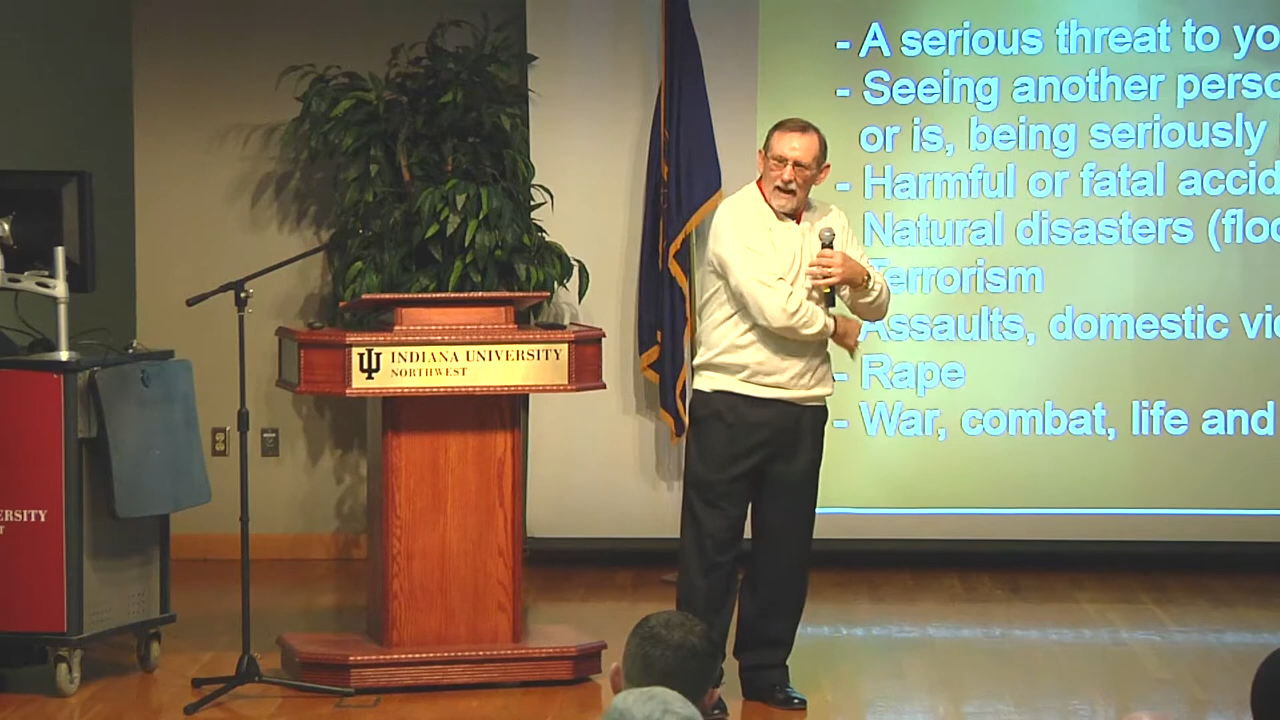 - A serious threat to yo
- Seeing another perso
or is, being seriously
- Harmful or fatal accid
Natural disasters (floo
Terrorism
Assaults, domestic vio
- Rape
- War, combat, life and
INDIANA UNIVERSITY
NORTHWEST
ERSITY
T